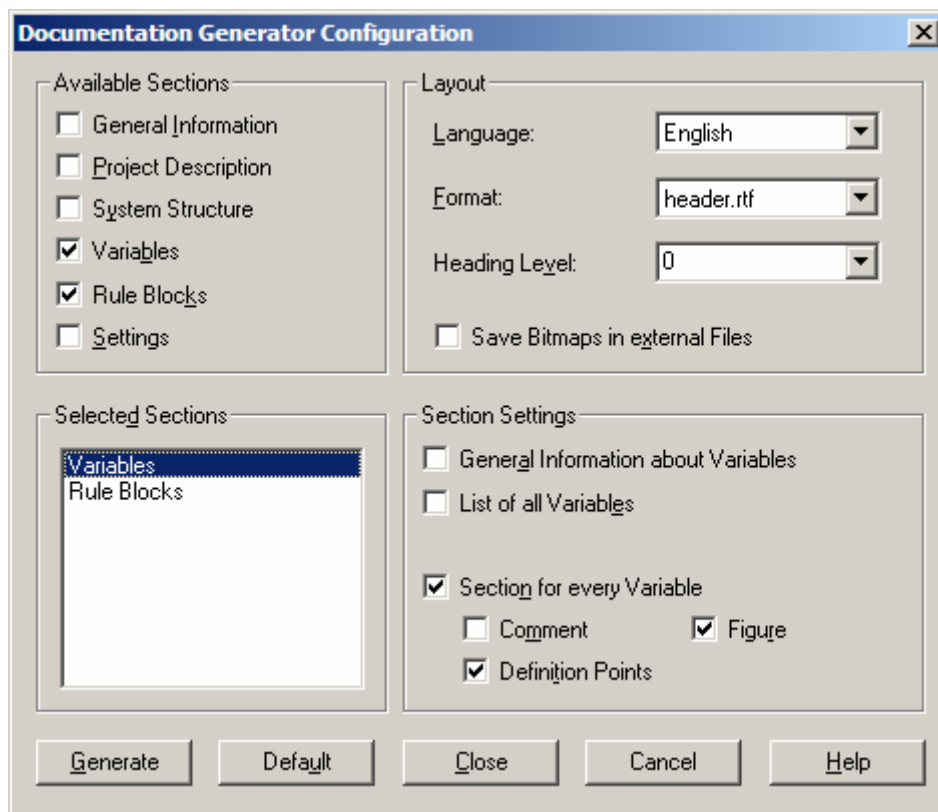 Documentation Generator Configuration
Available Sections
General Information
Project Description
System Structure
Variables
Rule Blocks
Settings
Layout
Language: English
Format: header.rtf
Heading Level: 0
Save Bitmaps in external Files
Selected Sections
Variables
Rule Blocks
Section Settings
General Information about Variables
List of all Variables
Section for every Variable
Comment Figure
Definition Points
Generate Default Close Cancel Help